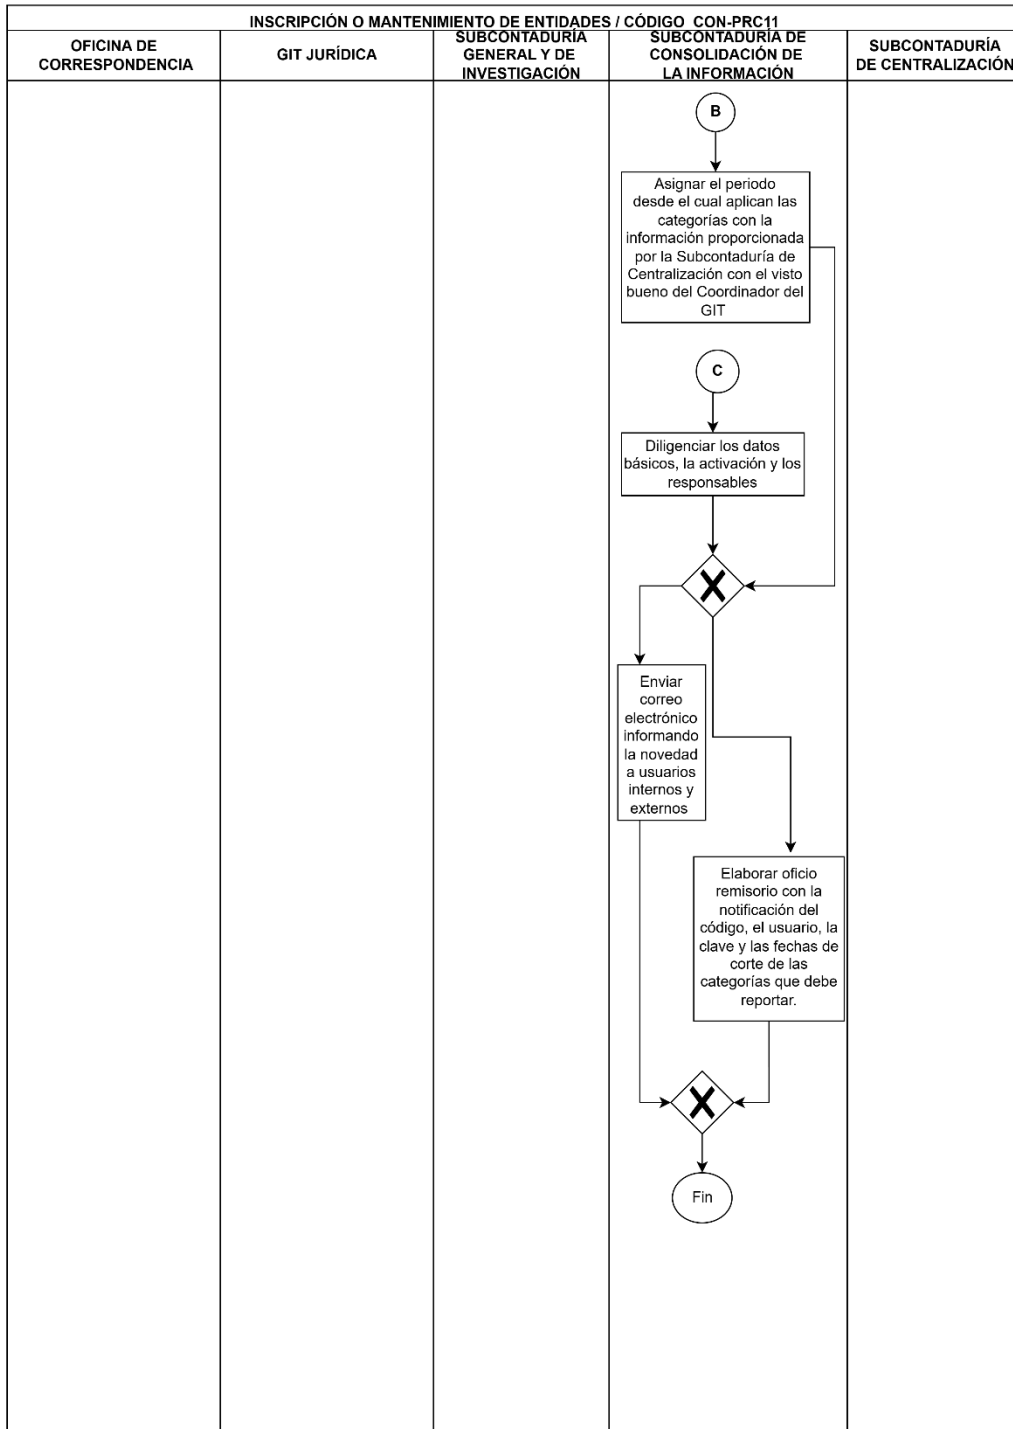 INSCRIPCIÓN O MANTENIMIENTO DE ENTIDADES / CÓDIGO CON-PRC11
OFICINA DE
CORRESPONDENCIA
GIT JURÍDICA
SUBCONTADURÍA
GENERAL Y DE
INVESTIGACIÓN
SUBCONTADURÍA DE
CONSOLIDACIÓN DE
LA INFORMACIÓN
SUBCONTADURÍA
DE CENTRALIZACIÓN
B
Asignar el periodo
desde el cual aplican las
categorías con la
información proporcionada
por la Subcontaduría de
Centralización con el visto
bueno del Coordinador del
GIT
C
Diligenciar los datos
básicos, la activación y los
responsables
Enviar
correo
electrónico
informando
la novedad
a usuarios
internos y
externos
Elaborar oficio
remisorio con la
notificación del
código, el usuario, la
clave y las fechas de
corte de las
categorías que debe
reportar.
Fin